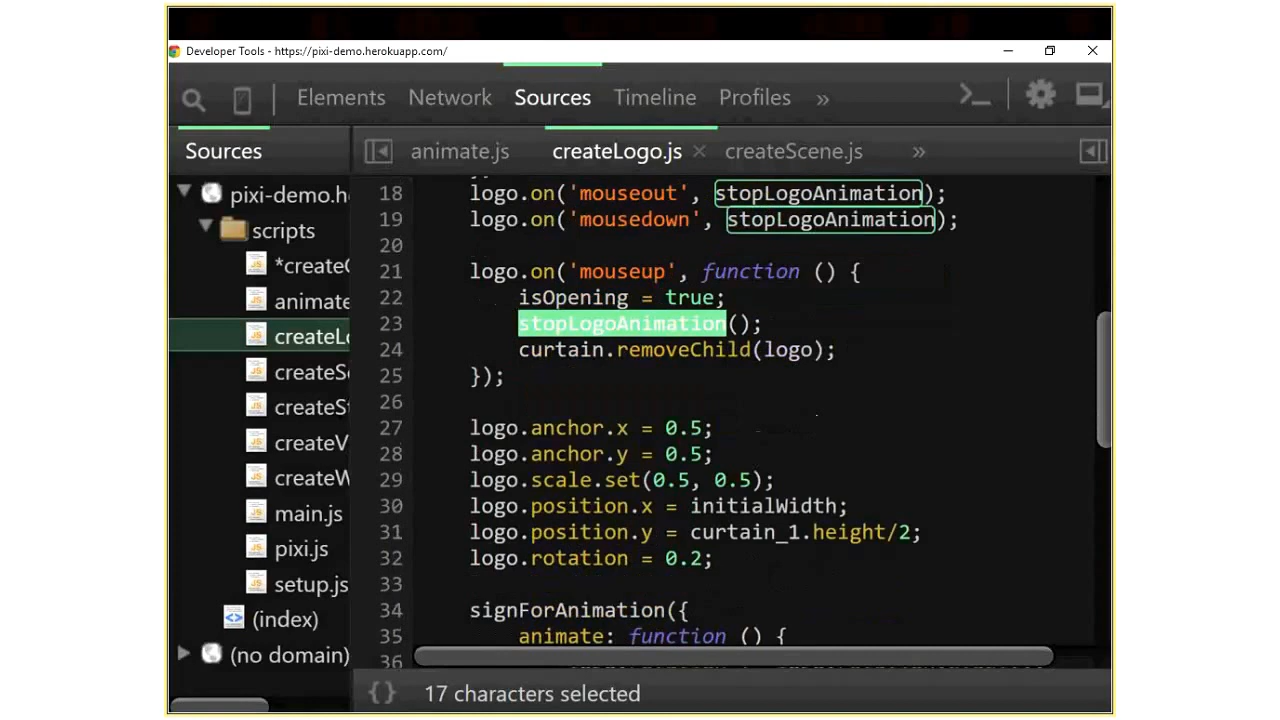 Developer Tools - https://pixi-demo.herokuapp.com/
Elements Network Sources Timeline Profiles »
Sources
animate.js createLogo.js × createScene.js »
pixi-demo.he
scripts
*create
animate
createLo
createS
createSt
createV
createW
main.js
pixi.js
setup.js
(index)
(no domain)
18 logo.on('mouseout', stopLogoAnimation);
19 logo.on('mousedown', stopLogoAnimation);
20
21 logo.on('mouseup', function () {
22 isOpening = true;
23 stopLogoAnimation();
24 curtain.removeChild(logo);
25 });
26
27 logo.anchor.x = 0.5;
28 logo.anchor.y = 0.5;
29 logo.scale.set(0.5, 0.5);
30 logo.position.x = initialWidth;
31 logo.position.y = curtain_1.height/2;
32 logo.rotation = 0.2;
33
34 signForAnimation({
35 animate: function () {
36
{} 17 characters selected